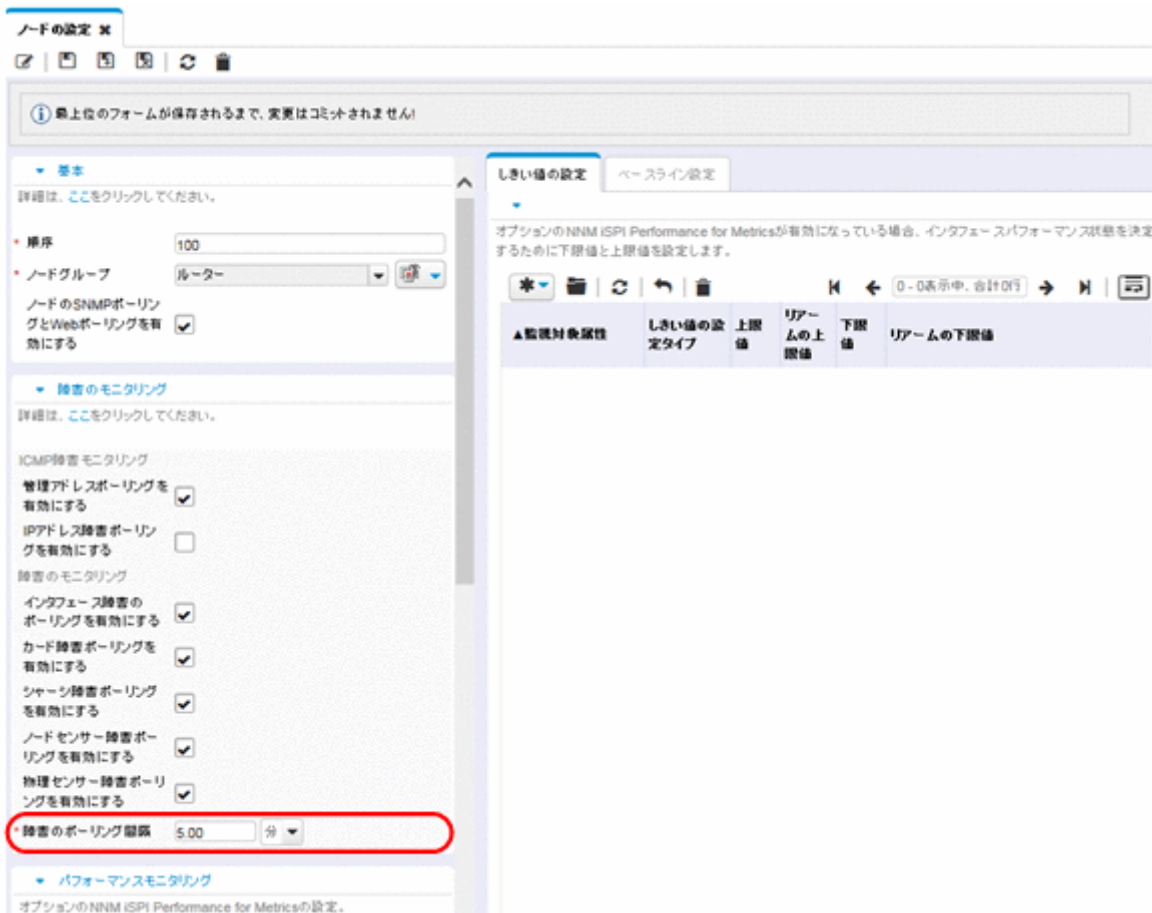 ノードの設定
最上位のフォームが保存されるまで、変更はコミットされません!
基本
詳細は、ここをクリックしてください。
* 順序 100
* ノードグループ ルーター
ノードのSNMPポーリン
グとWebポーリングを有
効にする
障害のモニタリング
詳細は、ここをクリックしてください。
ICMP障害モニタリング
管理アドレスポーリングを
有効にする
IPアドレス障害ポーリン
グを有効にする
障害のモニタリング
インタフェース障害の
ポーリングを有効にする
カード障害ポーリングを
有効にする
シャーシ障害ポーリング
を有効にする
ノードセンサー障害ポー
リングを有効にする
物理センサー障害ポーリ
ングを有効にする
* 障害のポーリング間隔 5.00 分
パフォーマンスモニタリング
オプションのNNM iSPI Performance for Metricsの設定。
しきい値の設定 ベースライン設定
オプションのNNM iSPI Performance for Metricsが有効になっている場合、インタフェースパフォーマンス状態を決定
するために下限値と上限値を設定します。
0 - 0表示中、合計0行
▲監視対象属性
しきい値の設
定タイプ
上限
値
リアー
ムの上
限値
下限
値
リアームの下限値